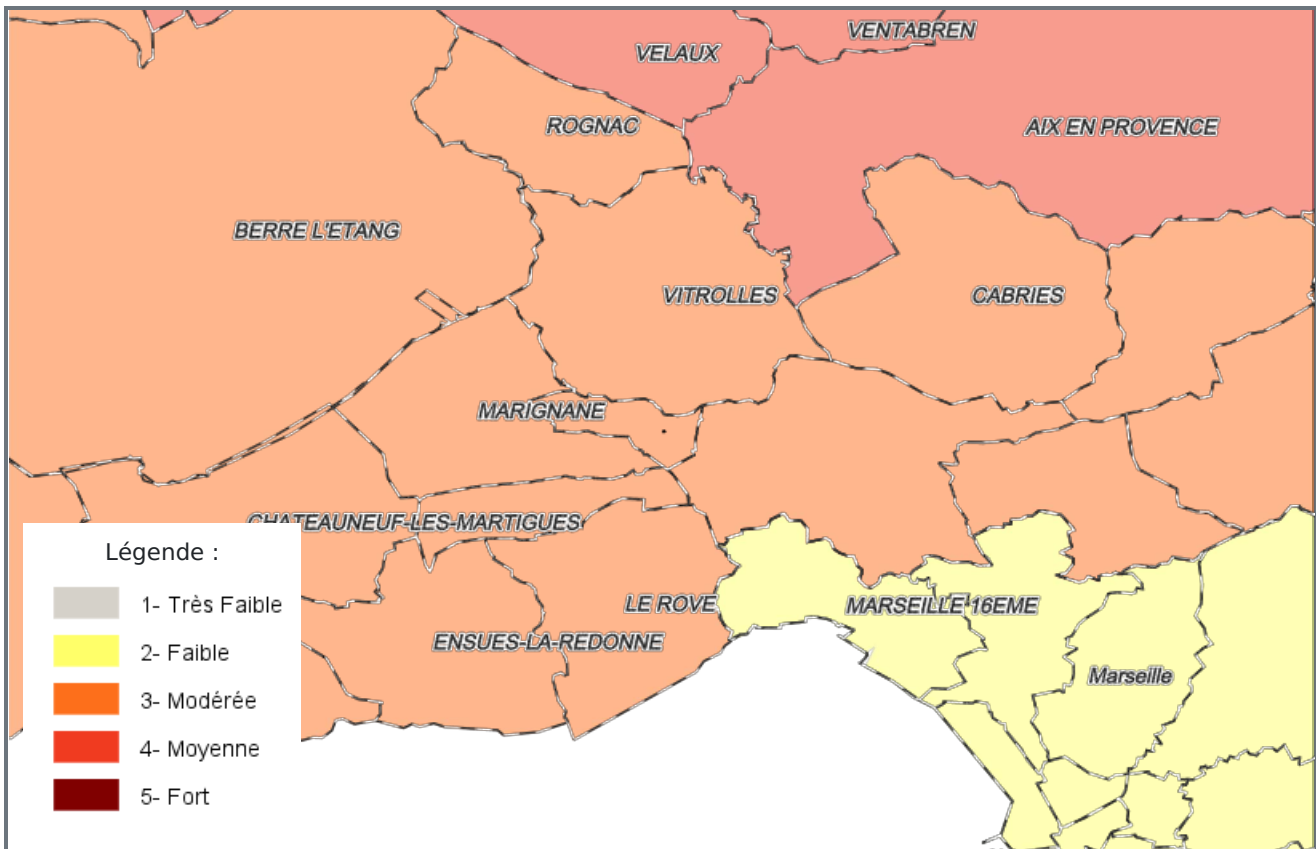 VENTABREN
VELAUX
ROGNAC
AIX EN PROVENCE
BERRE L'ETANG
VITROLLES
CABRIES
MARIGNANE
CHATEAUNEUF-LES-MARTIGUES
LE ROVE
MARSEILLE 16EME
ENSUES-LA-REDONNE
Marseille
Légende :
1- Très Faible
2- Faible
3- Modérée
4- Moyenne
5- Fort